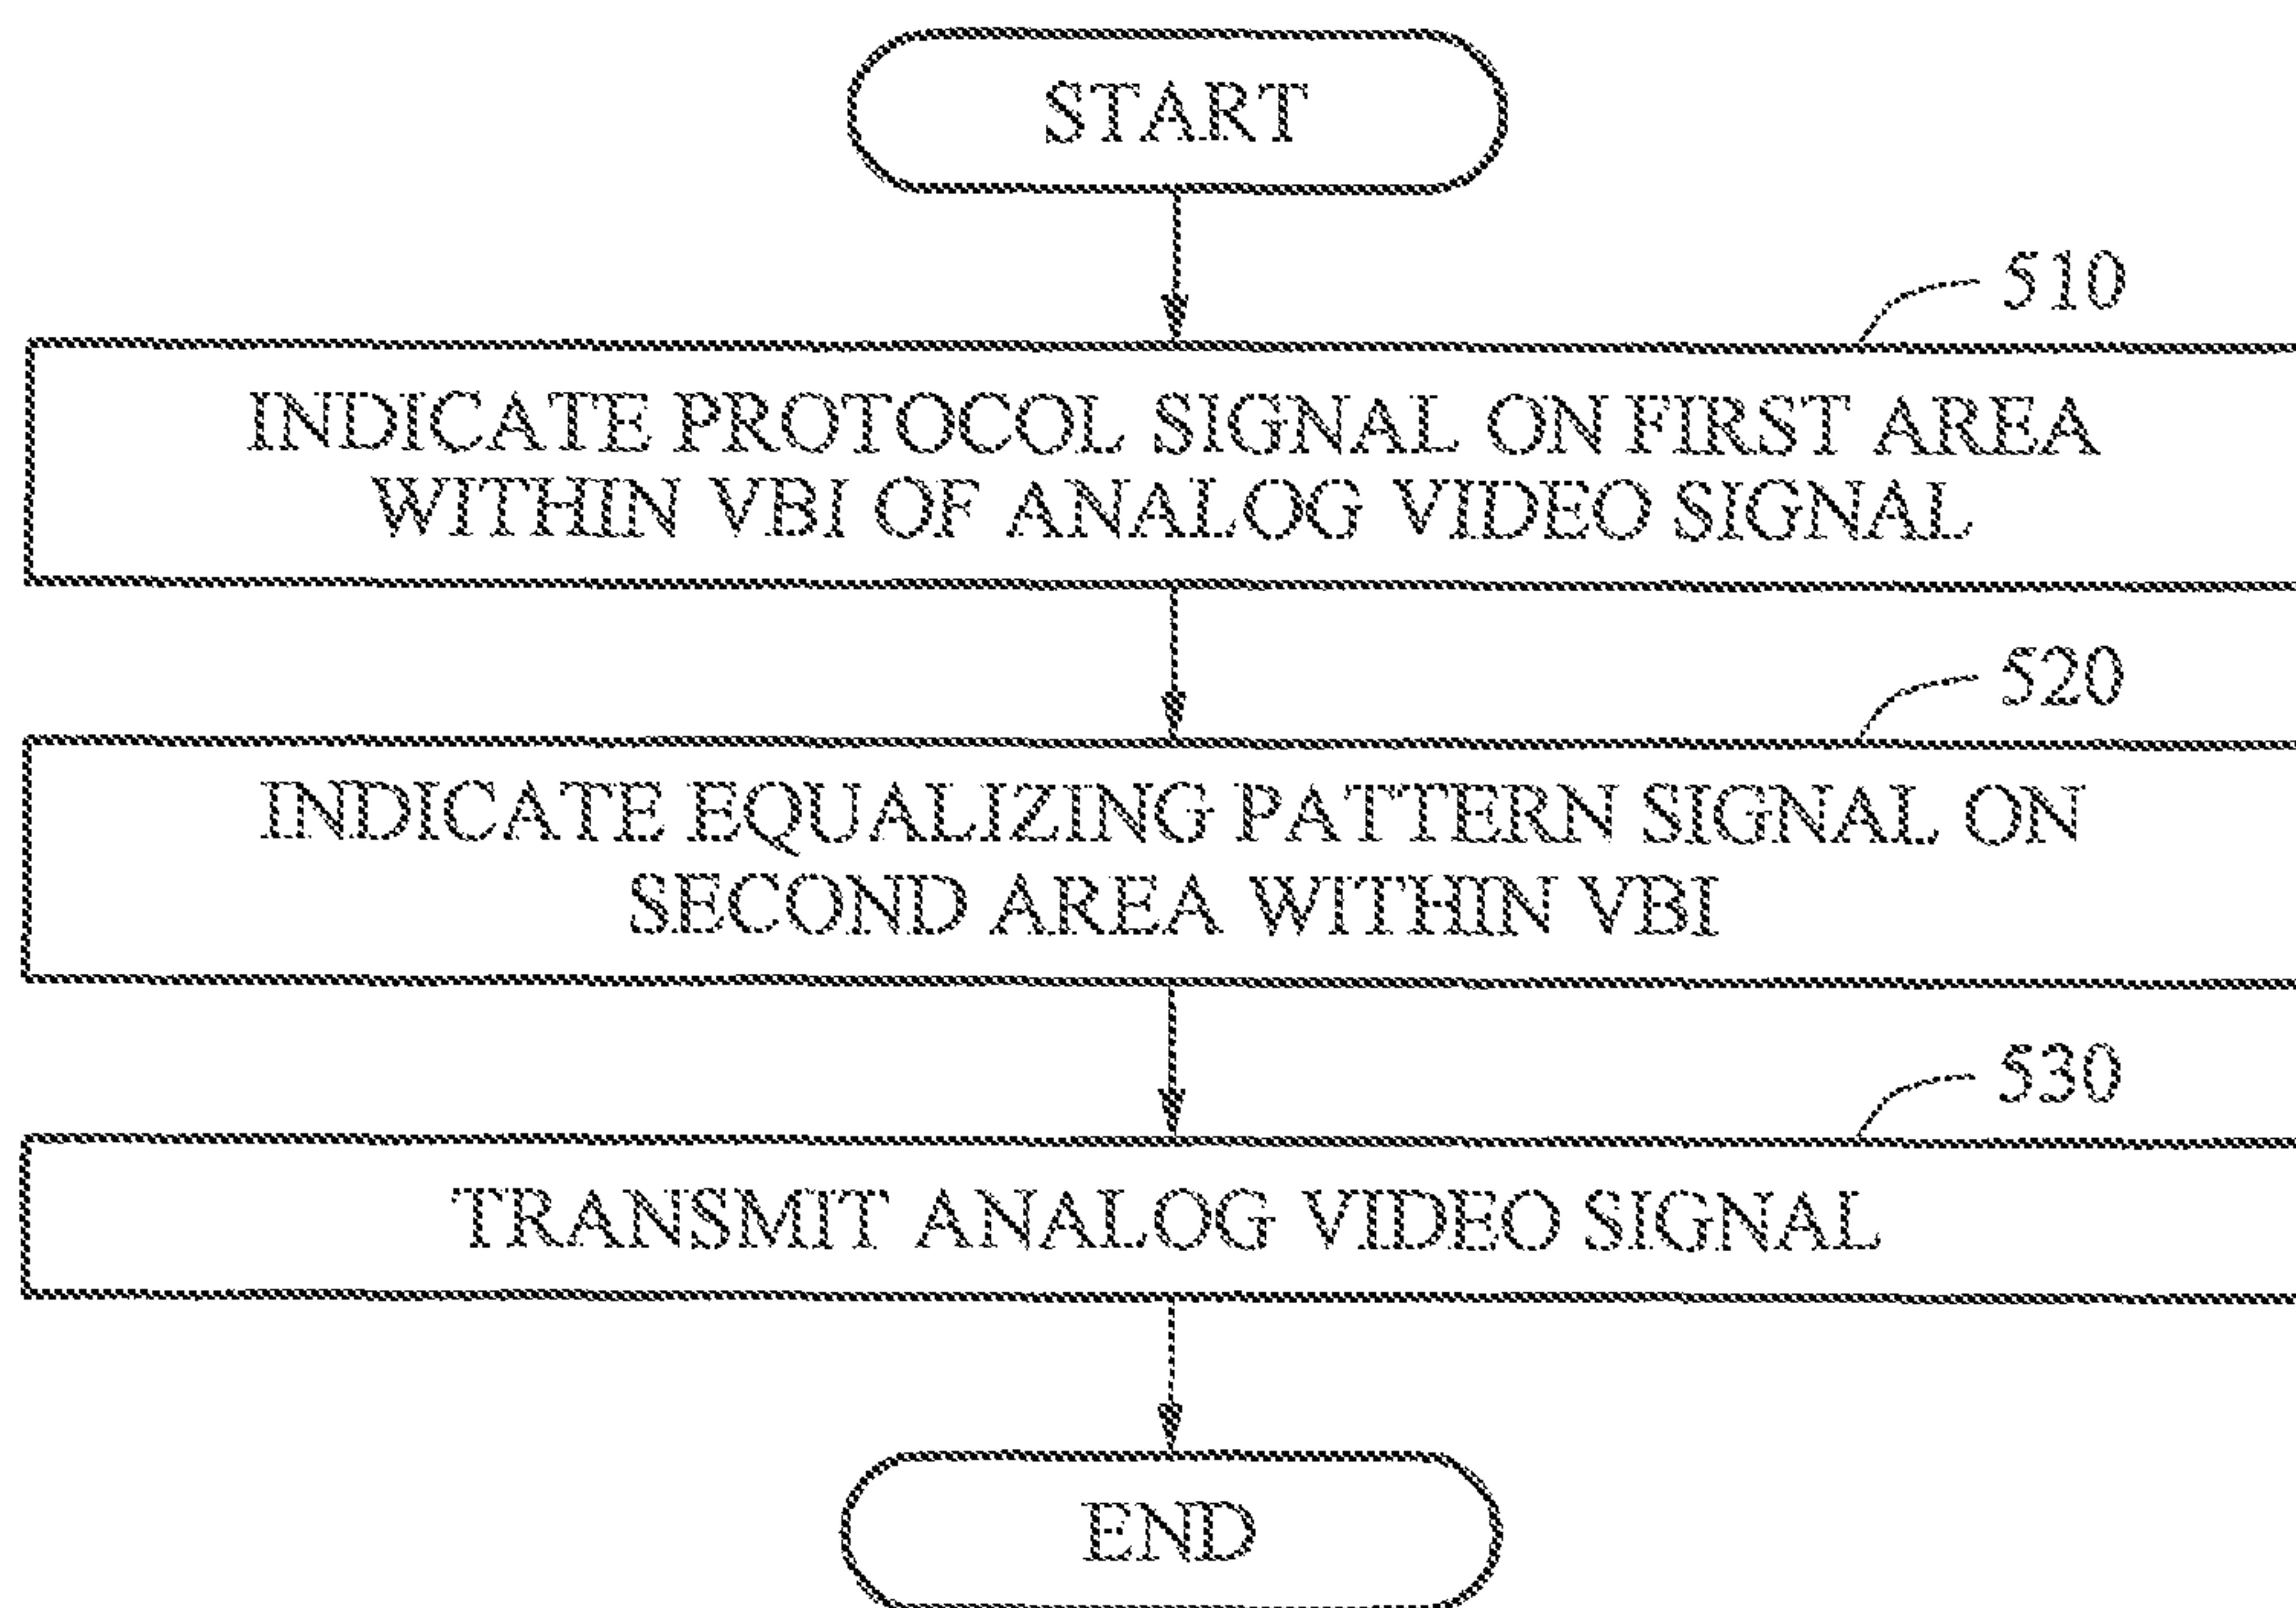 START
510
INDICATE PROTOCOL SIGNAL ON FIRST AREA
WITHIN VBI OF ANALOG VIDEO SIGNAL
520
INDICATE EQUALIZING PATTERN SIGNAL ON
SECOND AREA WITHIN VBI
530
TRANSMIT ANALOG VIDEO SIGNAL
END